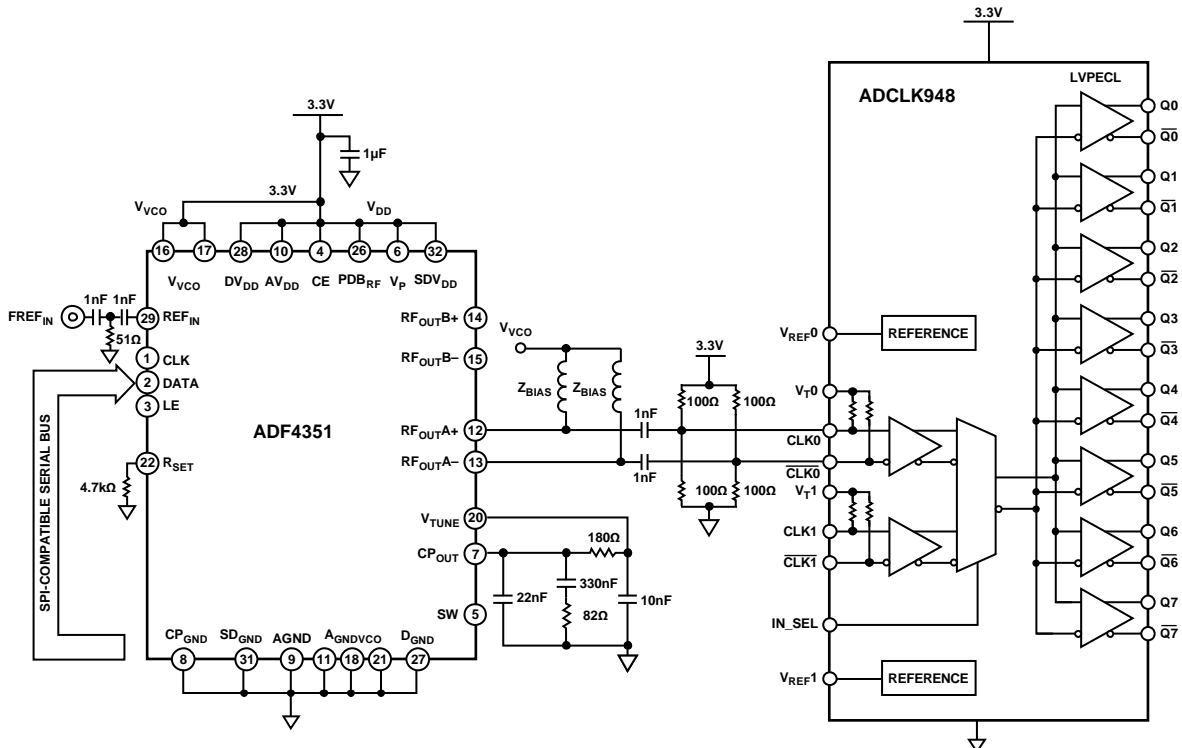 3.3V
ADCLK948
LVPECL
Q0
Q0
Q1
Q1
Q2
Q2
Q3
Q3
Q4
Q4
Q5
Q5
Q6
Q6
Q7
Q7
3.3V
1µF
3.3V
VVCO
VDD
16
17
28
10
4
26
6
32
VVCO
DVDD
AVDD
CE
PDBRF
VP
SDVDD
1nF
1nF
FREFIN
29
REFIN
51Ω
1
CLK
2
DATA
3
LE
22
RSET
4.7kΩ
SPI-COMPATIBLE SERIAL BUS
ADF4351
RFOUTB+
14
RFOUTB–
15
RFOUTA+
12
RFOUTA–
13
VTUNE
20
CPOUT
7
SW
5
CPGND
SDGND
AGND
AGNDVCO
DGND
8
31
9
11
18
21
27
VVCO
ZBIAS
ZBIAS
1nF
1nF
3.3V
100Ω
100Ω
100Ω
100Ω
180Ω
22nF
330nF
82Ω
10nF
VREF0
REFERENCE
VT0
CLK0
CLK0
VT1
CLK1
CLK1
IN_SEL
VREF1
REFERENCE